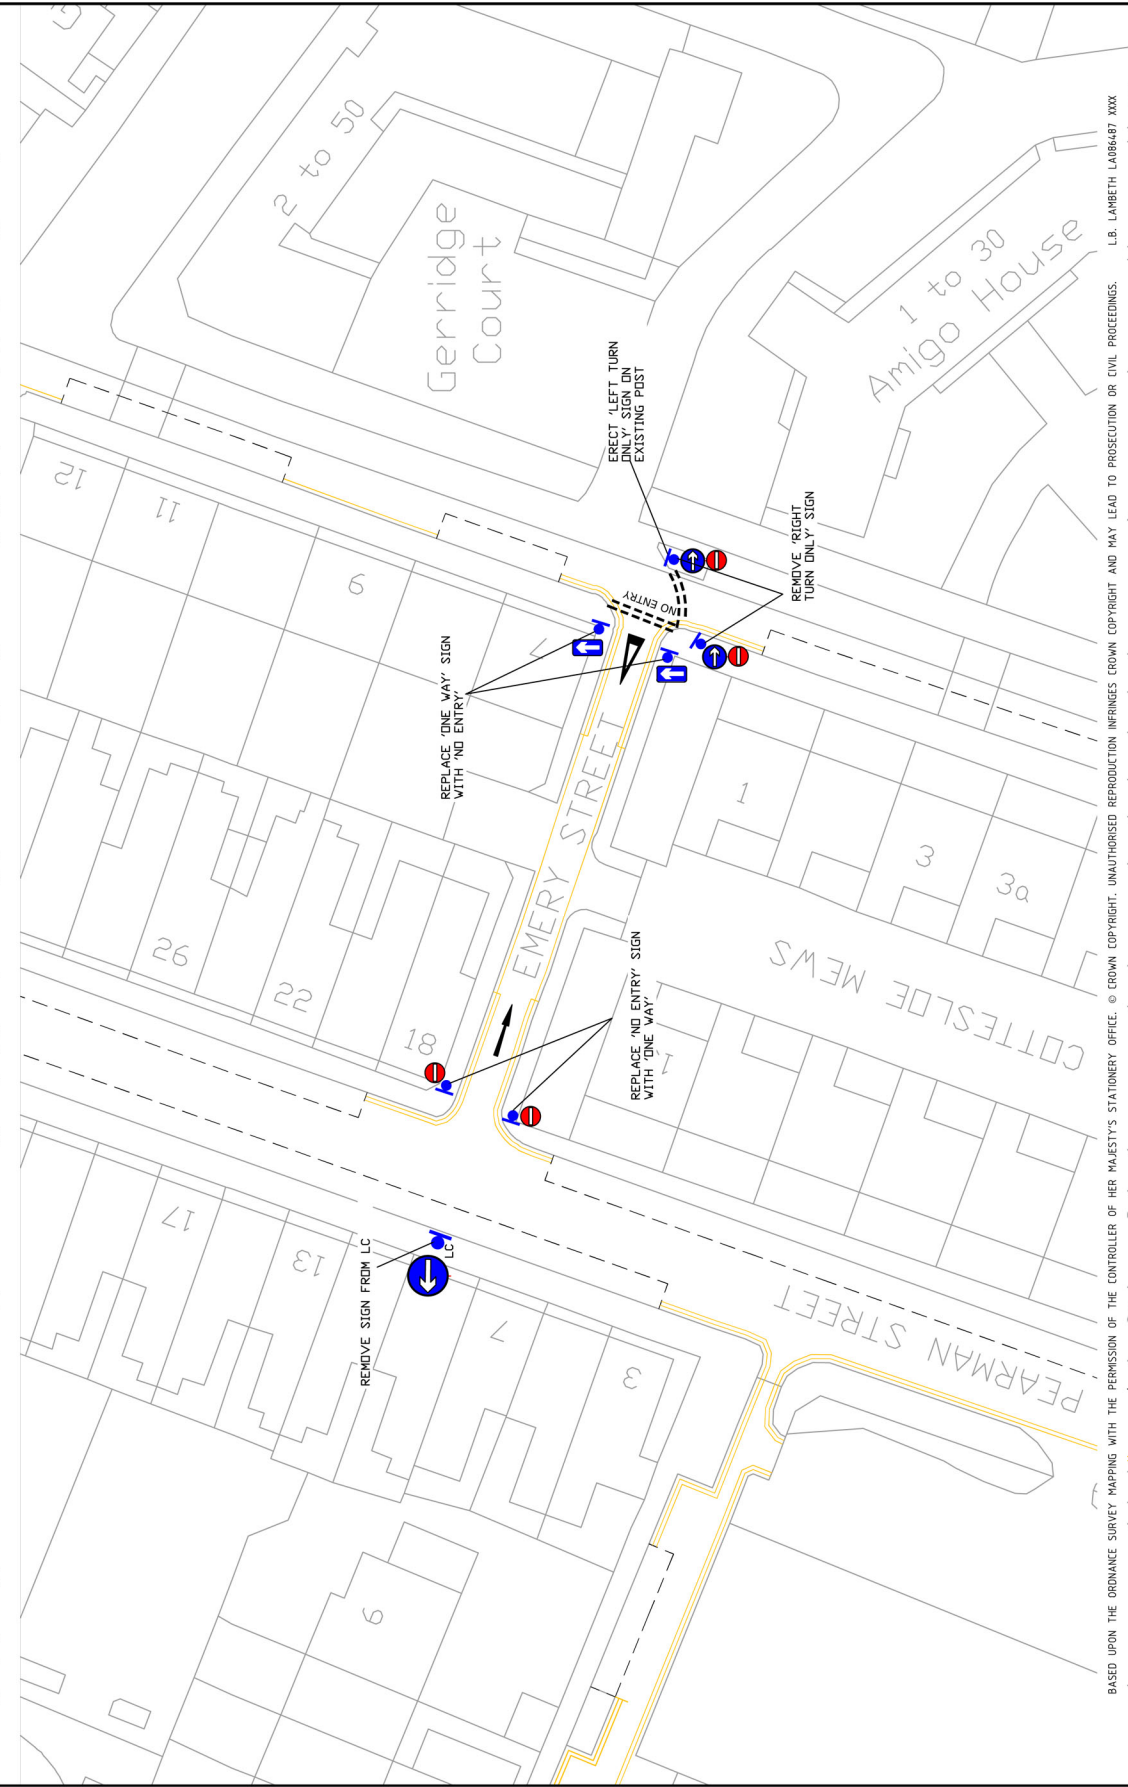 2 to 50
Gerridge
Court
1 to 30
Amigo House
12
11
9
7
ERECT 'LEFT TURN
ONLY' SIGN ON
EXISTING POST
REMOVE 'RIGHT
TURN ONLY' SIGN
NO ENTRY
REPLACE 'ONE WAY' SIGN
WITH 'NO ENTRY'
EMERY STREET
1
3
3a
COTTESLOE MEWS
26
22
18
REPLACE 'NO ENTRY' SIGN
WITH 'ONE WAY'
1
17
13
7
3
REMOVE SIGN FROM LC
LC
PEARMAN STREET
9
BASED UPON THE ORDNANCE SURVEY MAPPING WITH THE PERMISSION OF THE CONTROLLER OF HER MAJESTY'S STATIONERY OFFICE. © CROWN COPYRIGHT. UNAUTHORISED REPRODUCTION INFRINGES CROWN COPYRIGHT AND MAY LEAD TO PROSECUTION OR CIVIL PROCEEDINGS. L.B. LAMBETH LA086487 XXXX